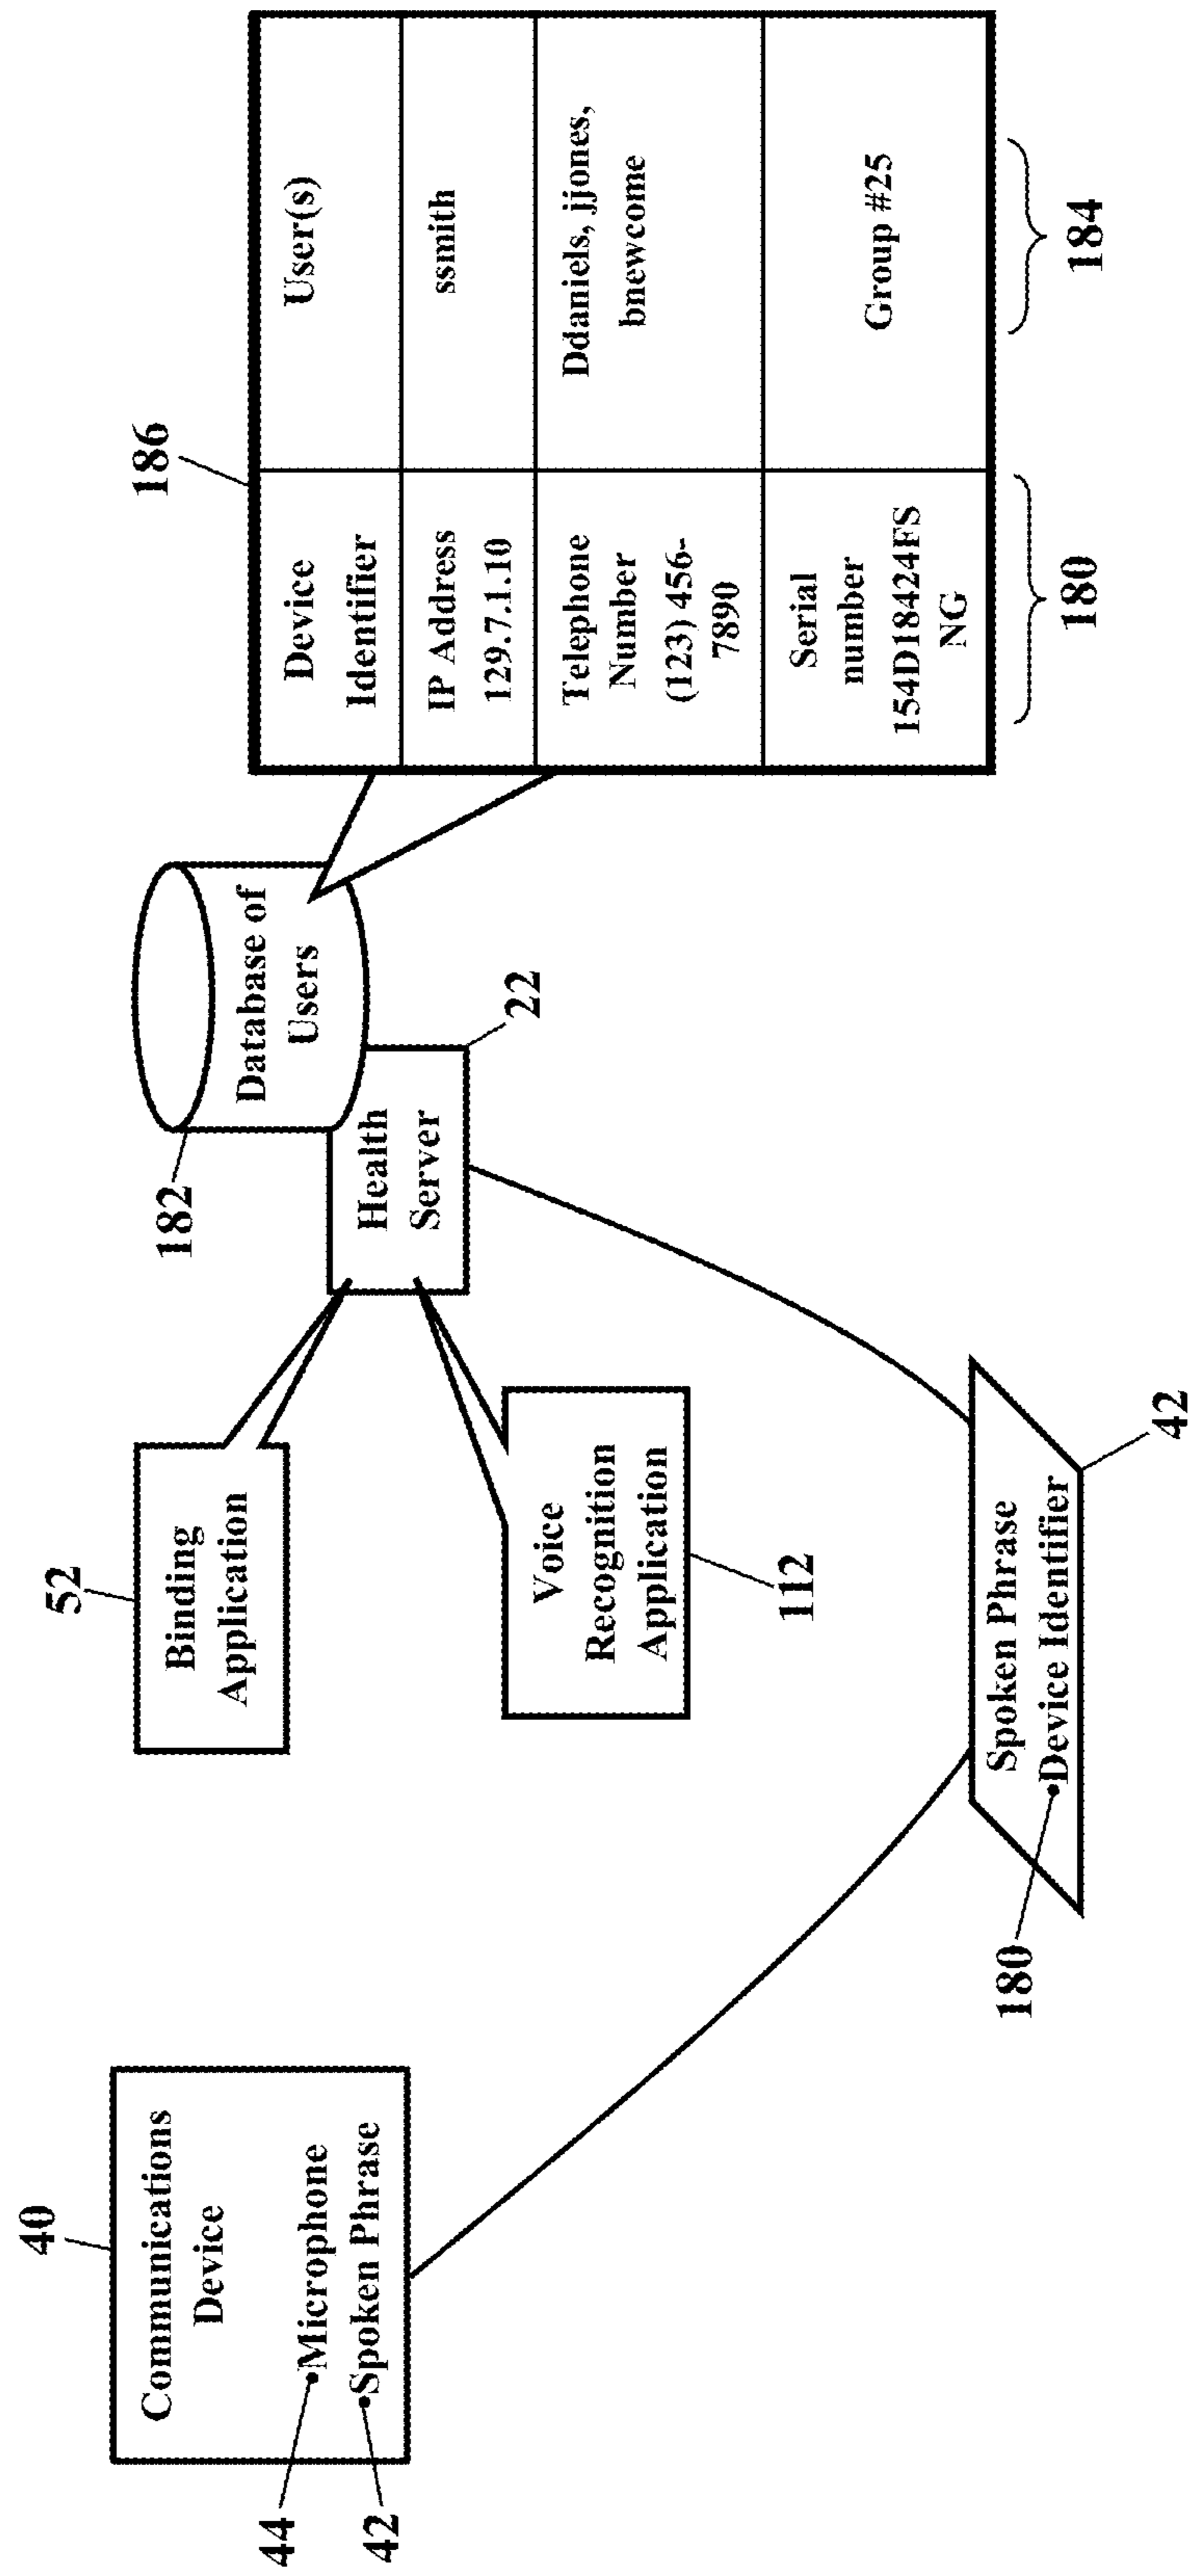 40
Communications
Device
44
•Microphone
42
•Spoken Phrase
52
Binding
Application
Voice
Recognition
Application
112
182
Database of
Users
Health
Server
22
180
Spoken Phrase
•Device Identifier
42
186
Device
Identifier
User(s)
IP Address
129.7.1.10
ssmith
Telephone
Number
(123) 456-
7890
Ddaniels, jjones,
bnewcome
Serial
number
154D18424FS
NG
Group #25
180
184